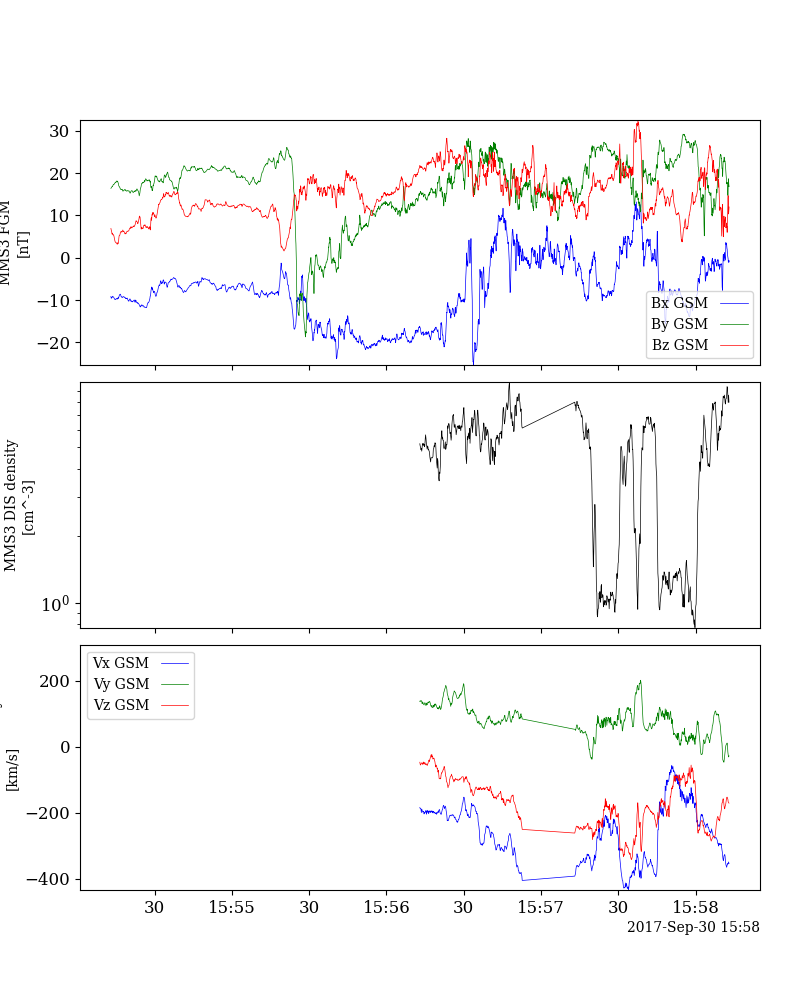 30
20
10
0
−10
−20
MMS3 FGM
[nT]
Bx GSM
By GSM
Bz GSM
10^0
MMS3 DIS density
[cm^-3]
Vx GSM
Vy GSM
Vz GSM
200
0
−200
−400
[km/s]
30
15:55
30
15:56
30
15:57
30
15:58
2017-Sep-30 15:58